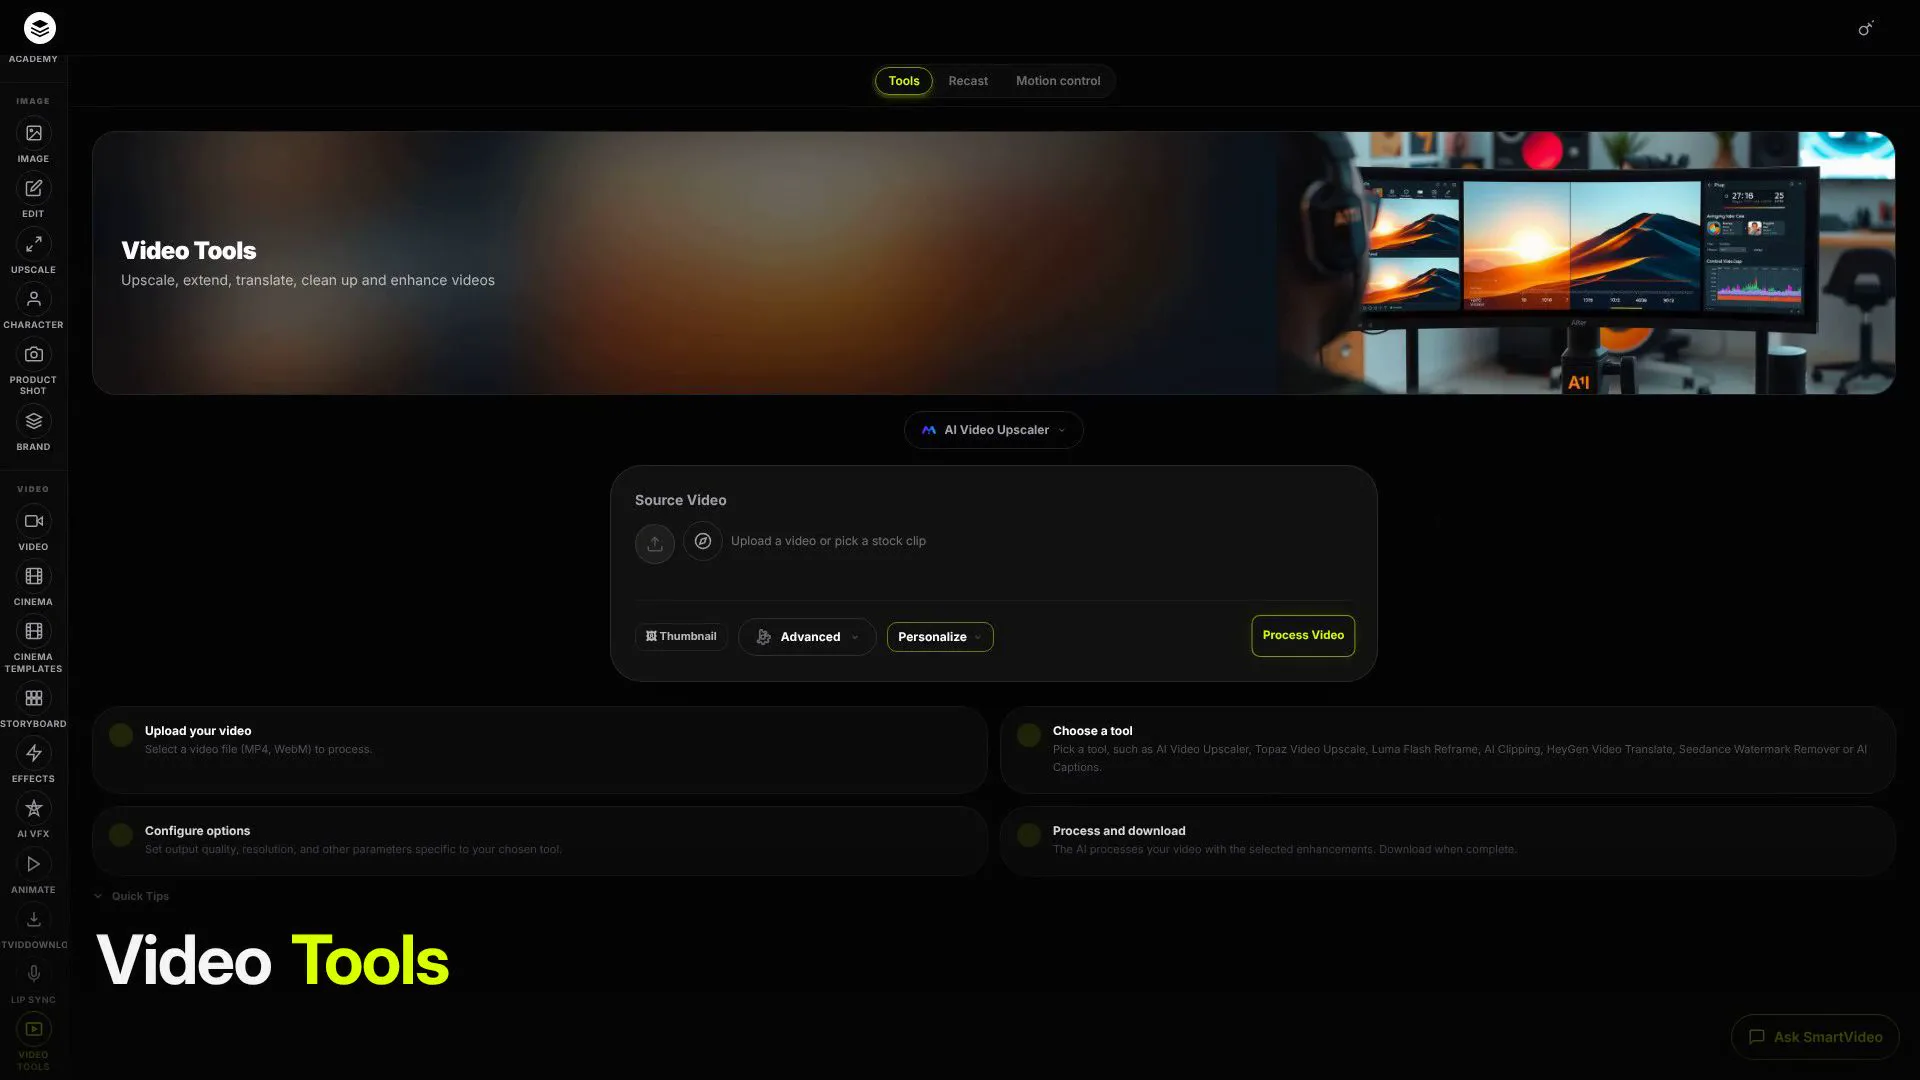 ACADEMY
Tools
Recast
Motion control
IMAGE
IMAGE
EDIT
UPSCALE
CHARACTER
PRODUCT
SHOT
BRAND
VIDEO
VIDEO
CINEMA
CINEMA
TEMPLATES
STORYBOARD
EFFECTS
AI VFX
ANIMATE
TVIDDOWNLO
LIP SYNC
VIDEO
TOOLS
Video Tools
Upscale, extend, translate, clean up and enhance videos
27:16
25
AI Video Upscaler
Source Video
Upload a video or pick a stock clip
Thumbnail
Advanced
Personalize
Process Video
Upload your video
Select a video file (MP4, WebM) to process.
Choose a tool
Pick a tool, such as AI Video Upscaler, Topaz Video Upscale, Luma Flash Reframe, AI Clipping, HeyGen Video Translate, Seedance Watermark Remover or AI
Captions.
Configure options
Set output quality, resolution, and other parameters specific to your chosen tool.
Process and download
The AI processes your video with the selected enhancements. Download when complete.
Quick Tips
Video Tools
Ask SmartVideo